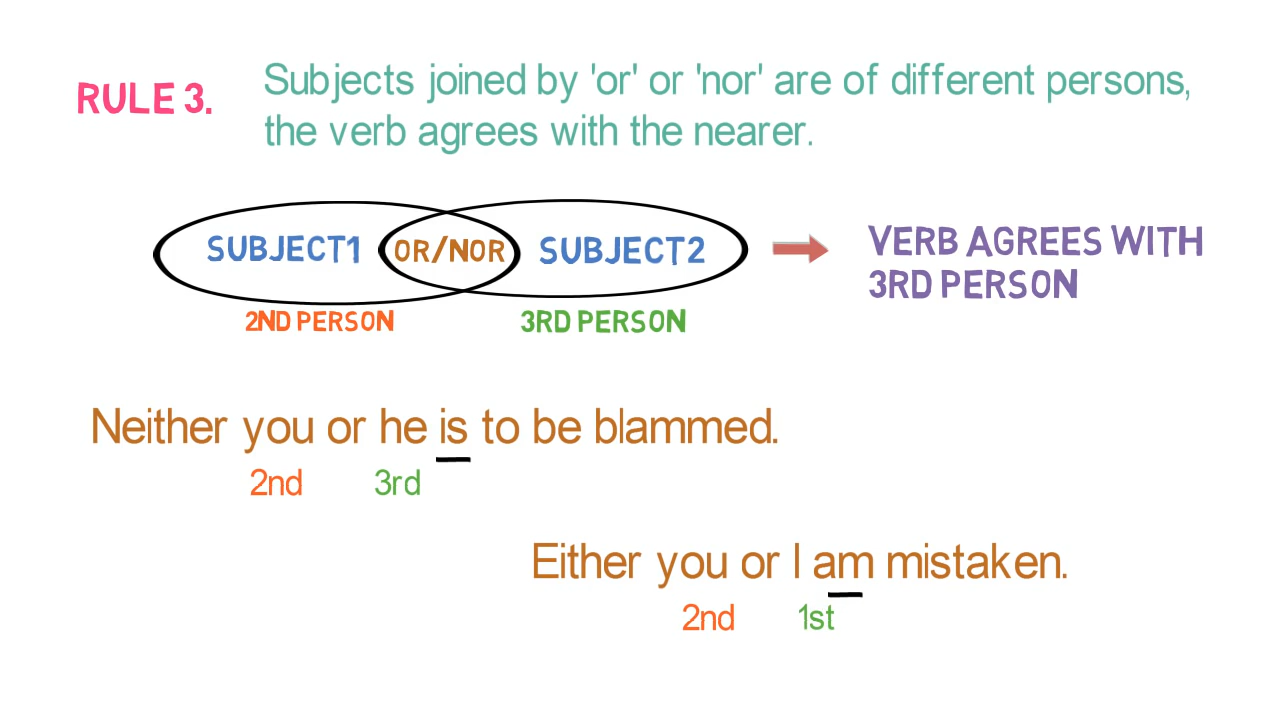 RULE 3.
Subjects joined by 'or' or 'nor' are of different persons,
the verb agrees with the nearer.
SUBJECT1 OR/NOR SUBJECT2
VERB AGREES WITH
3RD PERSON
2ND PERSON 3RD PERSON
Neither you or he is to be blammed.
2nd 3rd
Either you or I am mistaken.
2nd 1st